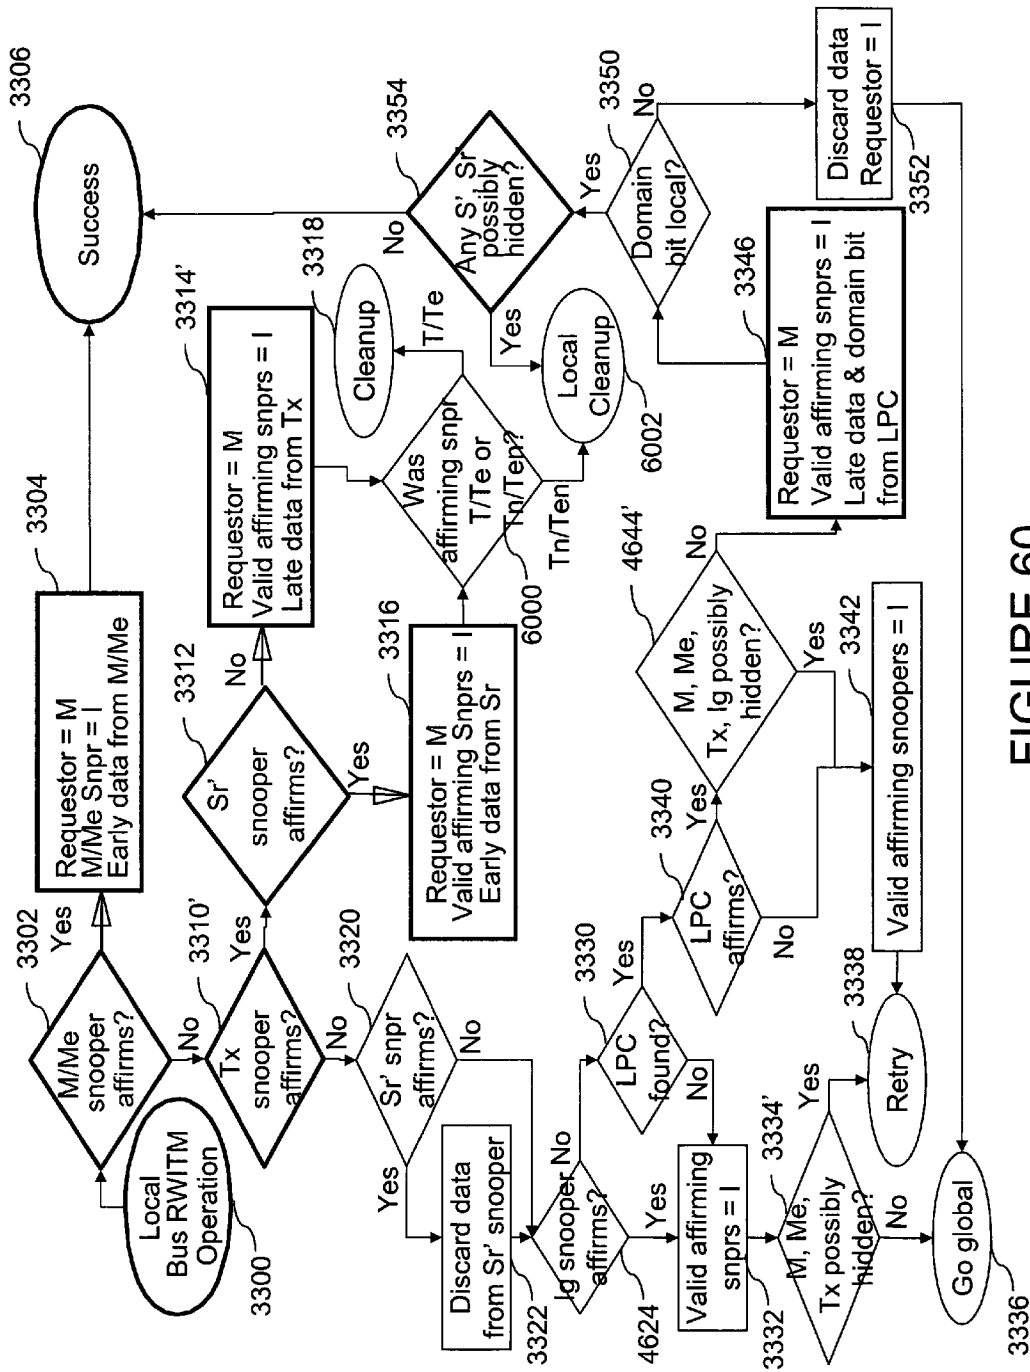 Local
Bus RWITM
Operation
3300
M/Me
snooper
affirms?
3302
Yes
No
Requestor = M
M/Me Snpr = I
Early data from M/Me
3304
Success
3306
Tx
snooper
affirms?
3310'
Yes
No
Sr'
snooper
affirms?
3312
No
Yes
Requestor = M
Valid affirming snprs = I
Late data from Tx
3314'
Requestor = M
Valid affirming Snprs = I
Early data from Sr
3316
Was
affirming snpr
T/Te or
Tn/Ten?
6000
T/Te
Tn/Ten
Cleanup
3318
Local
Cleanup
6002
Any S', Sr'
possibly
hidden?
3354
No
Yes
Domain
bit local?
3350
Yes
No
Discard data
Requestor = I
3352
Sr' snpr
affirms?
3320
Yes
No
Discard data
from Sr' snooper
3322
Ig snooper
affirms?
4624
No
Yes
LPC
found?
3330
Yes
No
LPC
affirms?
3340
Yes
No
M, Me,
Tx, Ig possibly
hidden?
4644'
No
Yes
Requestor = M
Valid affirming snprs = I
Late data & domain bit
from LPC
3346
Valid affirming snoopers = I
3342
Valid affirming
snprs = I
3332
M, Me,
Tx possibly
hidden?
3334'
Yes
No
Retry
3338
Go global
3336
FIGURE 60